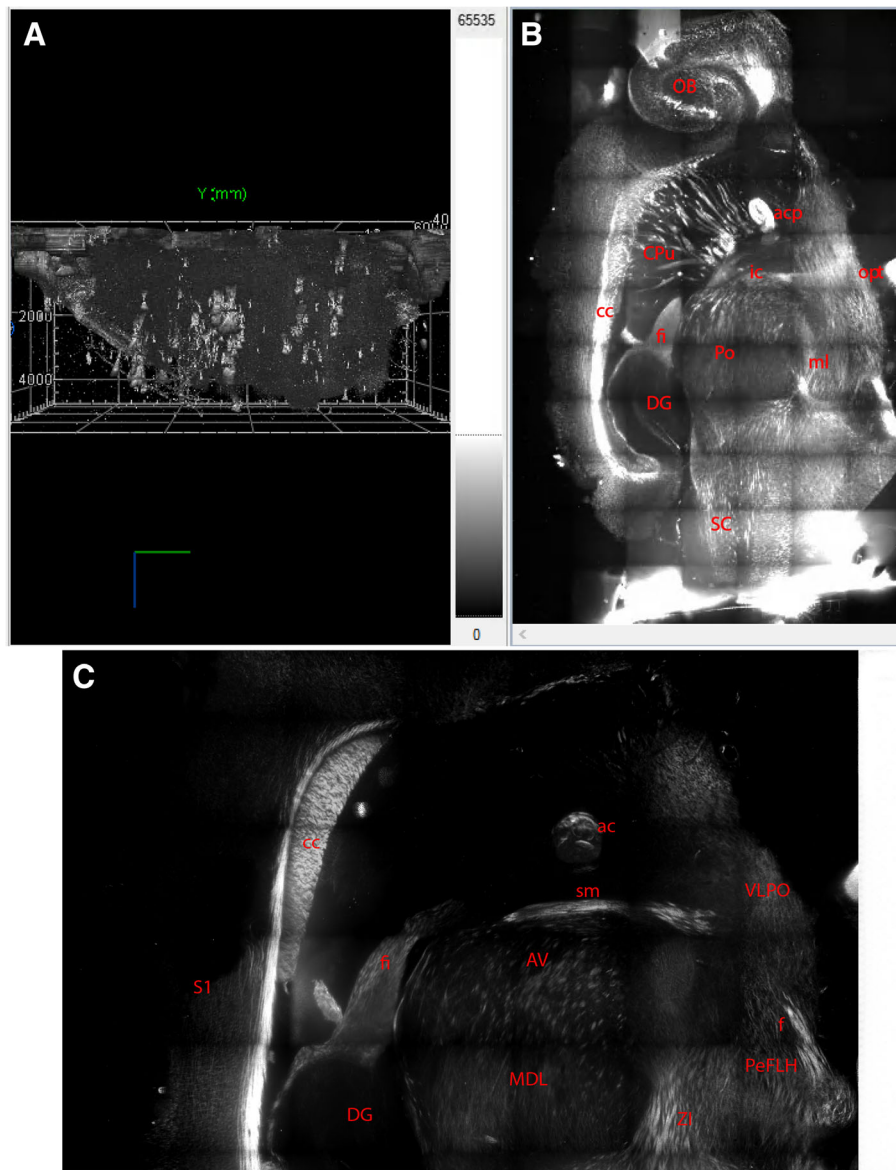 A
65535
Y (mm)
40
2000
4000
0
B
OB
acp
CPu
ic
opt
cc
fi
Po
ml
DG
SC
C
cc
ac
sm
VLPO
fi
AV
S1
f
PeFLH
MDL
DG
ZI